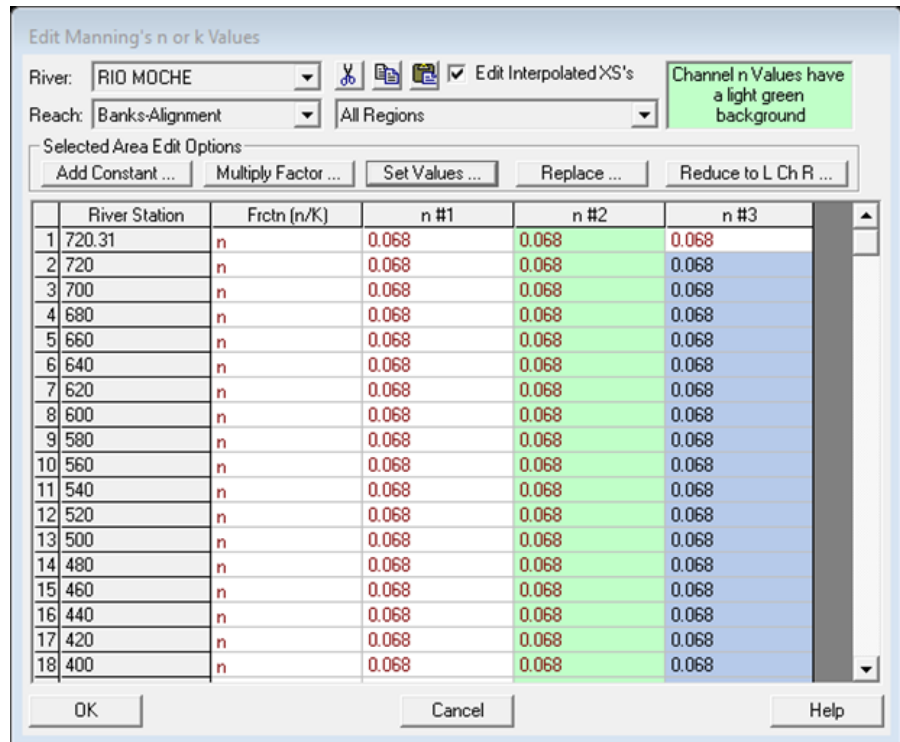 Edit Manning's n or k Values
River: RIO MOCHE Edit Interpolated XS's
Channel n Values have
a light green
background
Reach: Banks-Alignment All Regions
Selected Area Edit Options
Add Constant ... Multiply Factor ... Set Values ... Replace ... Reduce to L Ch R ...
River Station Frctn (n/K) n #1 n #2 n #3
1 720.31 n 0.068 0.068 0.068
2 720 n 0.068 0.068 0.068
3 700 n 0.068 0.068 0.068
4 680 n 0.068 0.068 0.068
5 660 n 0.068 0.068 0.068
6 640 n 0.068 0.068 0.068
7 620 n 0.068 0.068 0.068
8 600 n 0.068 0.068 0.068
9 580 n 0.068 0.068 0.068
10 560 n 0.068 0.068 0.068
11 540 n 0.068 0.068 0.068
12 520 n 0.068 0.068 0.068
13 500 n 0.068 0.068 0.068
14 480 n 0.068 0.068 0.068
15 460 n 0.068 0.068 0.068
16 440 n 0.068 0.068 0.068
17 420 n 0.068 0.068 0.068
18 400 n 0.068 0.068 0.068
OK Cancel Help